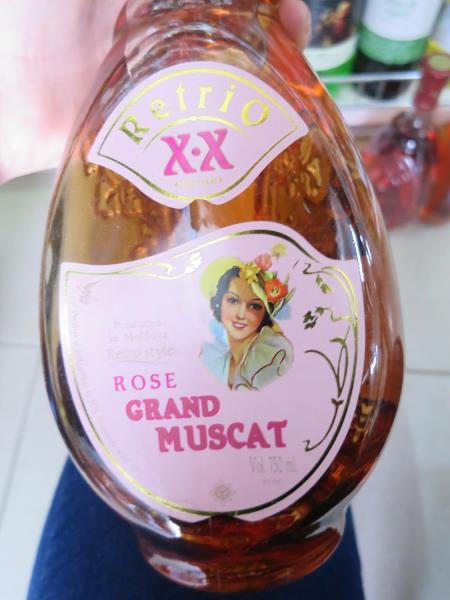 RetriO
X·X
Produced
in Moldova
Retro style
ROSE
GRAND
MUSCAT
Vol. 750 ml.